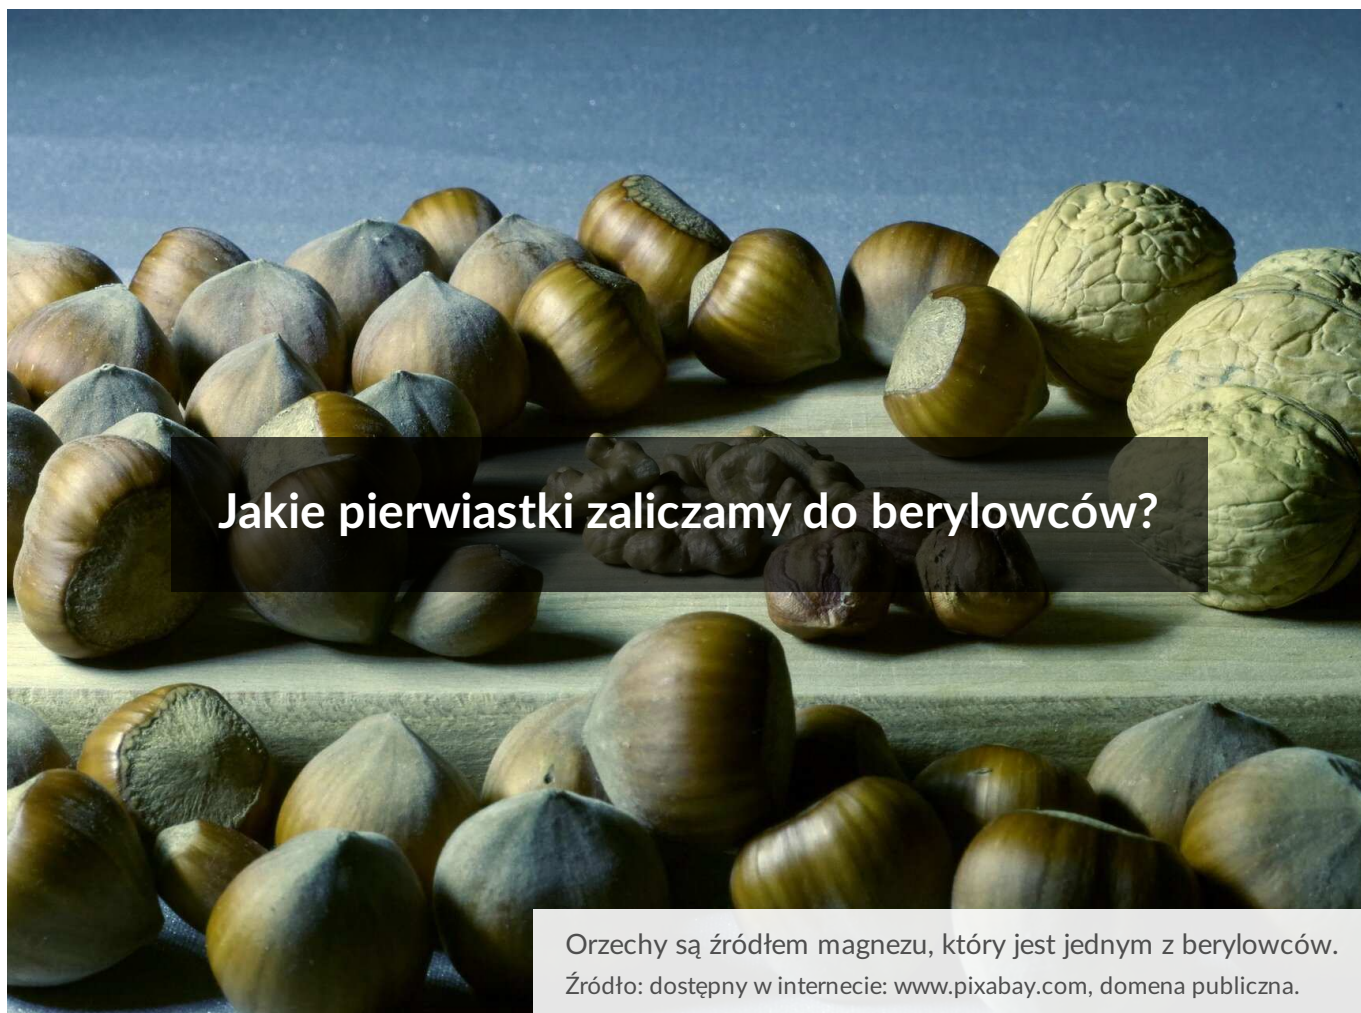 Jakie pierwiastki zaliczamy do berylowców?
Orzechy są źródłem magnezu, który jest jednym z berylowców.
Źródło: dostępny w internecie: www.pixabay.com, domena publiczna.